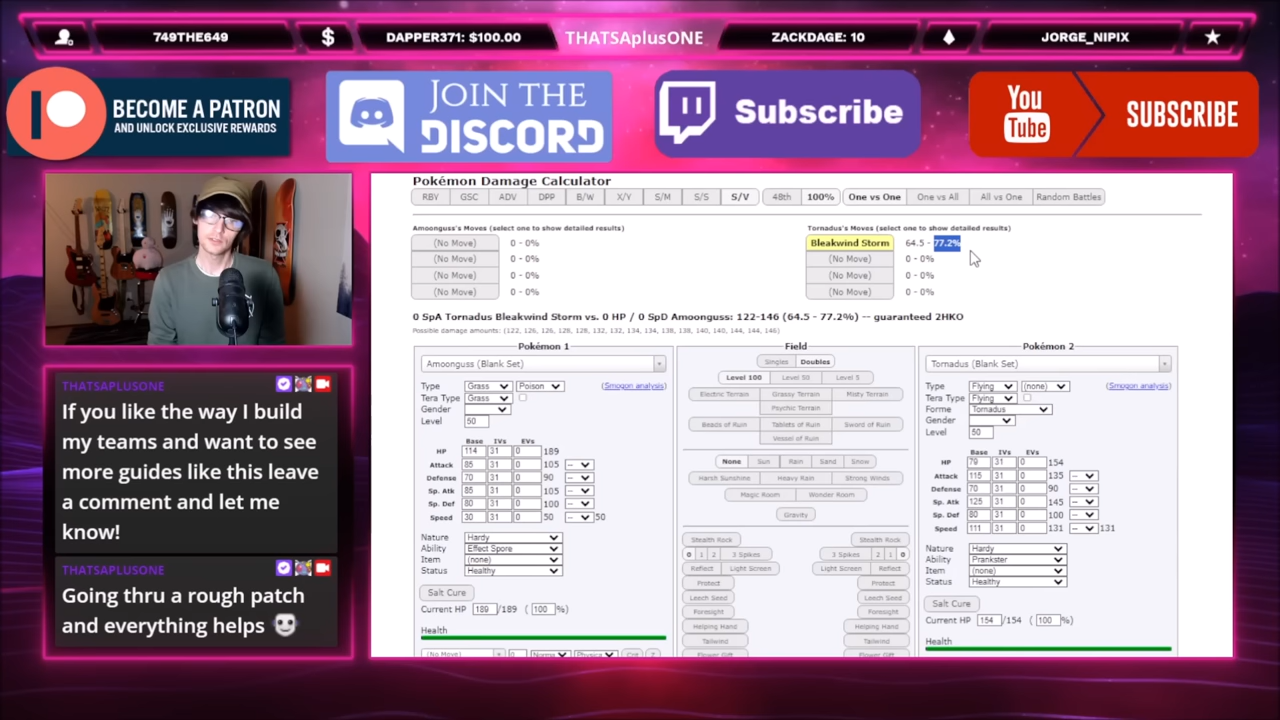 749THE649
$
DAPPER371: $100.00
THATSAplusONE
ZACKDAGE: 10
JORGE_NIPIX
BECOME A PATRON
AND UNLOCK EXCLUSIVE REWARDS
JOIN THE
DISCORD
Subscribe
You
Tube
SUBSCRIBE
THATSAPLUSONE
If you like the way I build
my teams and want to see
more guides like this leave
a comment and let me
know!
THATSAPLUSONE
Going thru a rough patch
and everything helps
Pokémon Damage Calculator
RBY GSC ADV DPP B/W X/Y S/M S/S S/V 48th 100% One vs One One vs All All vs One Random Battles
Amoonguss's Moves (select one to show detailed results)
(No Move) 0 - 0%
(No Move) 0 - 0%
(No Move) 0 - 0%
(No Move) 0 - 0%
Tornadus's Moves (select one to show detailed results)
Bleakwind Storm 64.5 - 77.2%
(No Move) 0 - 0%
(No Move) 0 - 0%
(No Move) 0 - 0%
0 SpA Tornadus Bleakwind Storm vs. 0 HP / 0 SpD Amoonguss: 122-146 (64.5 - 77.2%) -- guaranteed 2HKO
Possible damage amounts: (122, 126, 126, 128, 128, 132, 132, 134, 134, 138, 138, 140, 140, 144, 144, 146)
Pokémon 1
Amoonguss (Blank Set)
Type Grass Poison (Smogon analysis)
Tera Type Grass
Gender
Level 50
Base IVs EVs
HP 114 31 0 189
Attack 85 31 0 105 --
Defense 70 31 0 90 --
Sp. Atk 85 31 0 105 --
Sp. Def 80 31 0 100 --
Speed 30 31 0 50 -- 50
Nature Hardy
Ability Effect Spore
Item (none)
Status Healthy
Salt Cure
Current HP 189 /189 ( 100 %)
Health
(No Move) 0 Crit Z
Field
Singles Doubles
Level 100 Level 50 Level 5
Electric Terrain Grassy Terrain Misty Terrain
Psychic Terrain
Beads of Ruin Tablets of Ruin Sword of Ruin
Vessel of Ruin
None Sun Rain Sand Snow
Harsh Sunshine Heavy Rain Strong Winds
Magic Room Wonder Room
Gravity
Stealth Rock Stealth Rock
0 1 2 3 Spikes 3 Spikes 2 1 0
Reflect Light Screen Light Screen Reflect
Protect Protect
Leech Seed Leech Seed
Foresight Foresight
Helping Hand Helping Hand
Tailwind Tailwind
Flower Gift Flower Gift
Pokémon 2
Tornadus (Blank Set)
Type Flying (none) (Smogon analysis)
Tera Type Flying
Forme Tornadus
Gender
Level 50
Base IVs EVs
HP 79 31 0 154
Attack 115 31 0 135 --
Defense 70 31 0 90 --
Sp. Atk 125 31 0 145 --
Sp. Def 80 31 0 100 --
Speed 111 31 0 131 -- 131
Nature Hardy
Ability Prankster
Item (none)
Status Healthy
Salt Cure
Current HP 154 /154 ( 100 %)
Health